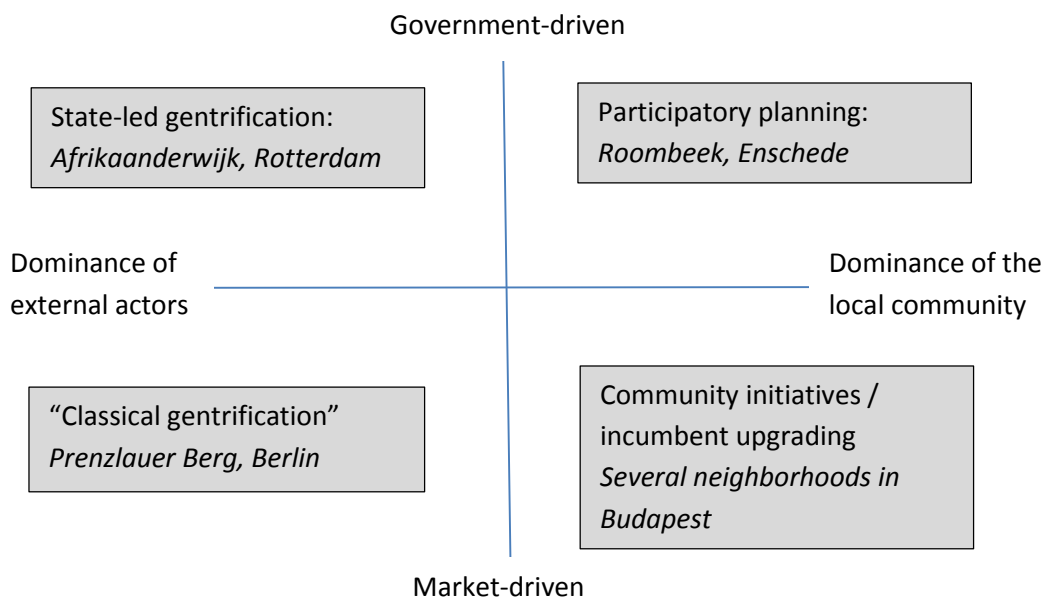 Government-driven
State-led gentrification:
Afrikaanderwijk, Rotterdam
Participatory planning:
Roombeek, Enschede
Dominance of
external actors
Dominance of the
local community
“Classical gentrification”
Prenzlauer Berg, Berlin
Community initiatives /
incumbent upgrading
Several neighborhoods in
Budapest
Market-driven